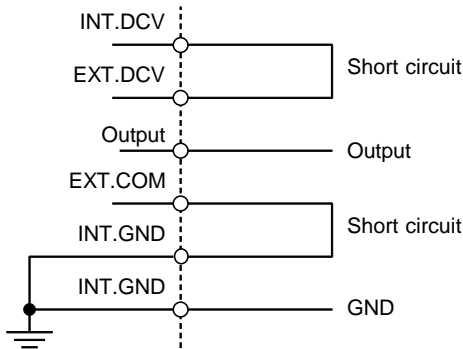 INT.DCV
EXT.DCV
Short circuit
Output
Output
EXT.COM
INT.GND
Short circuit
INT.GND
GND